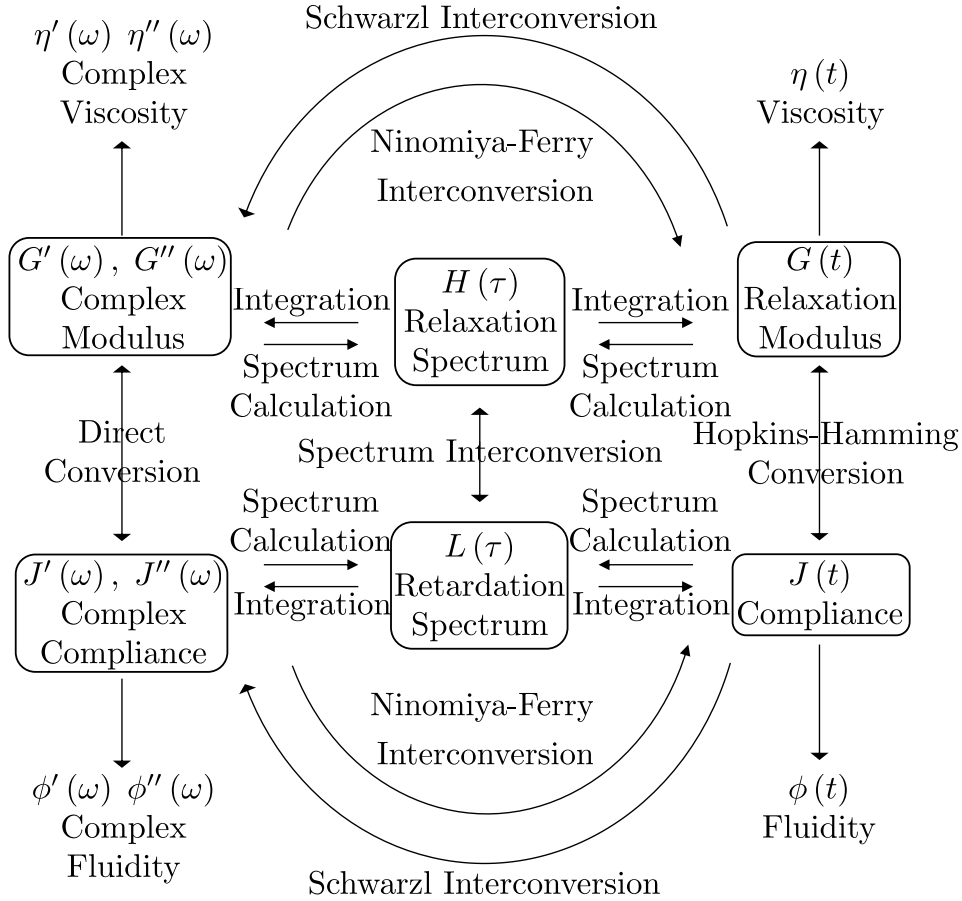 Schwarzl Interconversion
η′(ω) η″(ω)
Complex
Viscosity
η(t)
Viscosity
Ninomiya-Ferry
Interconversion
G′(ω), G″(ω)
Complex
Modulus
Integration
Spectrum
Calculation
H(τ)
Relaxation
Spectrum
Integration
Spectrum
Calculation
G(t)
Relaxation
Modulus
Direct
Conversion
Spectrum Interconversion
Hopkins-Hamming
Conversion
J′(ω), J″(ω)
Complex
Compliance
Spectrum
Calculation
Integration
L(τ)
Retardation
Spectrum
Spectrum
Calculation
Integration
J(t)
Compliance
Ninomiya-Ferry
Interconversion
ϕ′(ω) ϕ″(ω)
Complex
Fluidity
ϕ(t)
Fluidity
Schwarzl Interconversion